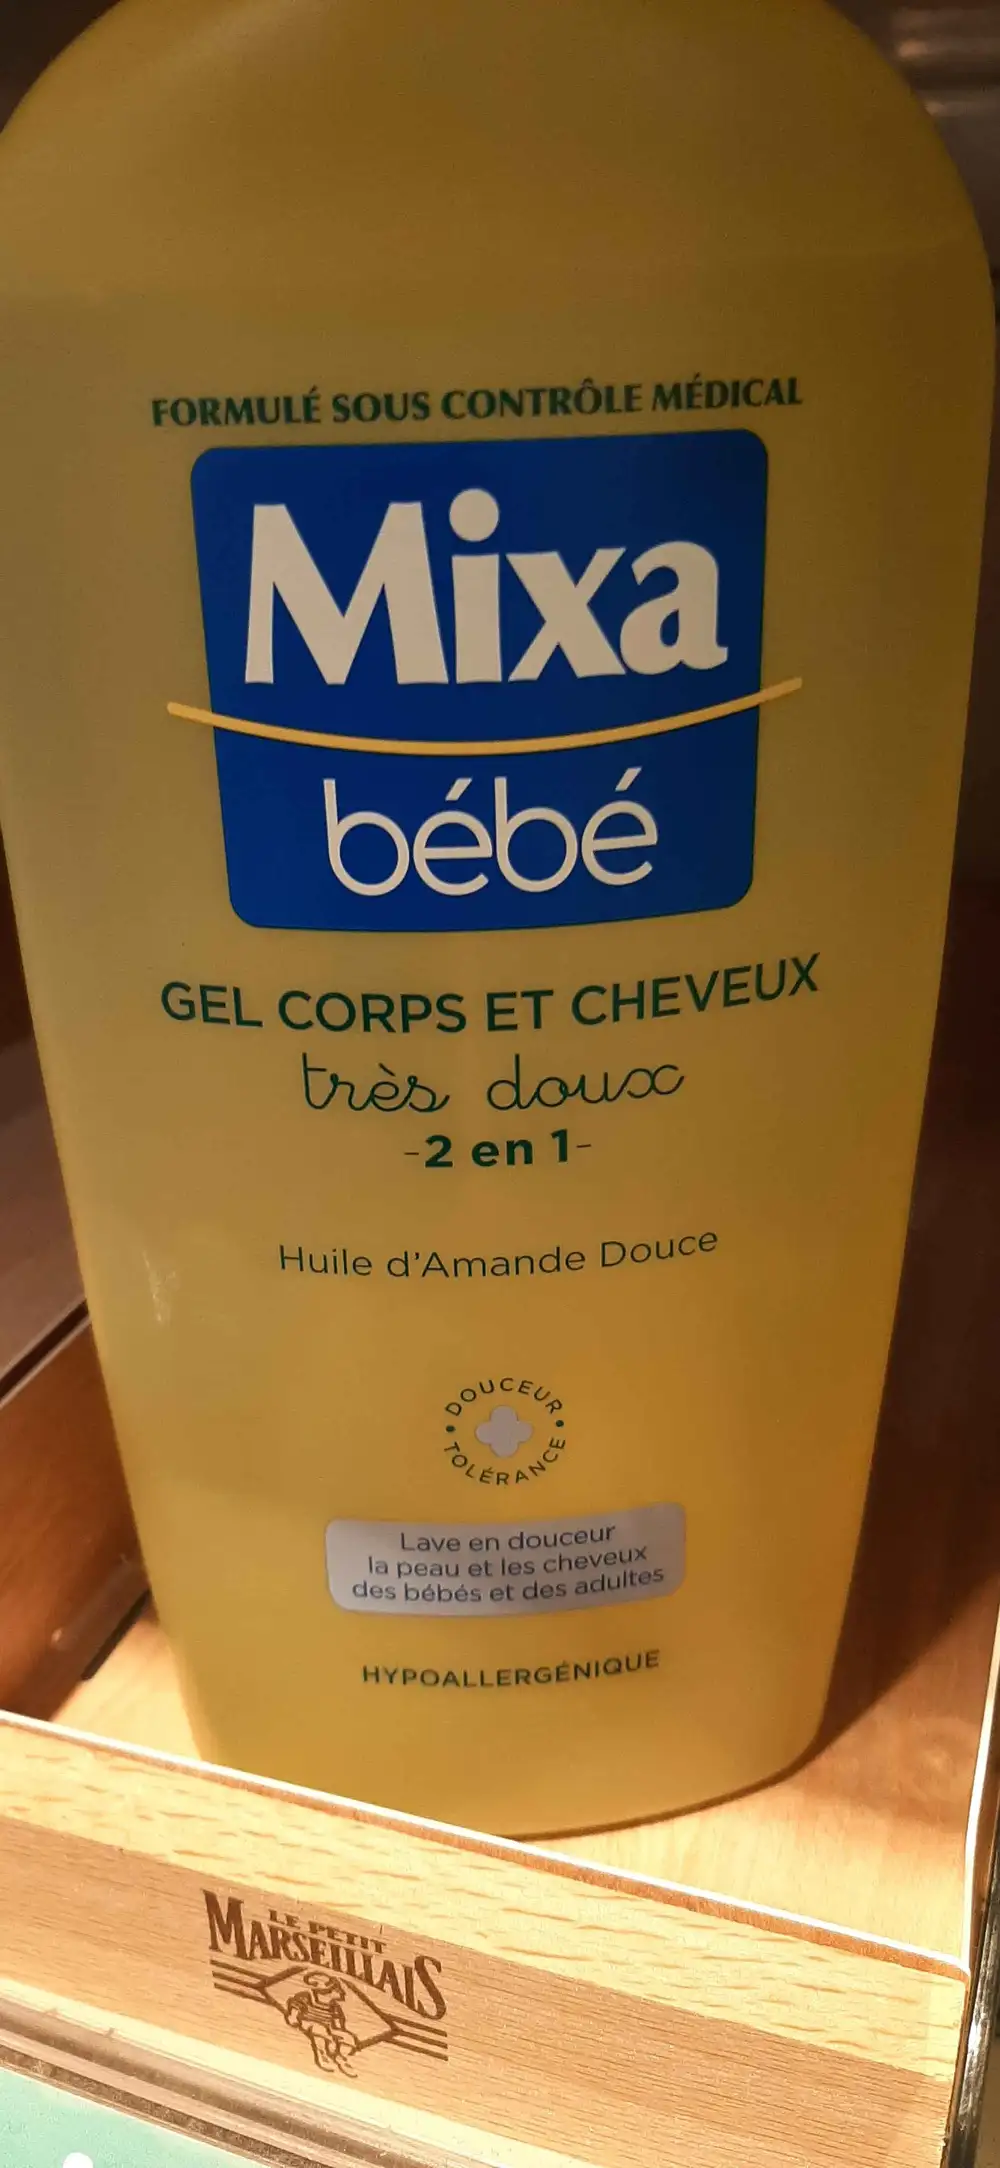 FORMULÉ SOUS CONTRÔLE MÉDICAL
Mixa
bébé
GEL CORPS ET CHEVEUX
très doux
-2 en 1-
Huile d'Amande Douce
DOUCEUR • TOLÉRANCE •
Lave en douceur
la peau et les cheveux
des bébés et des adultes
HYPOALLERGÉNIQUE
LE PETIT
MARSEILLAIS